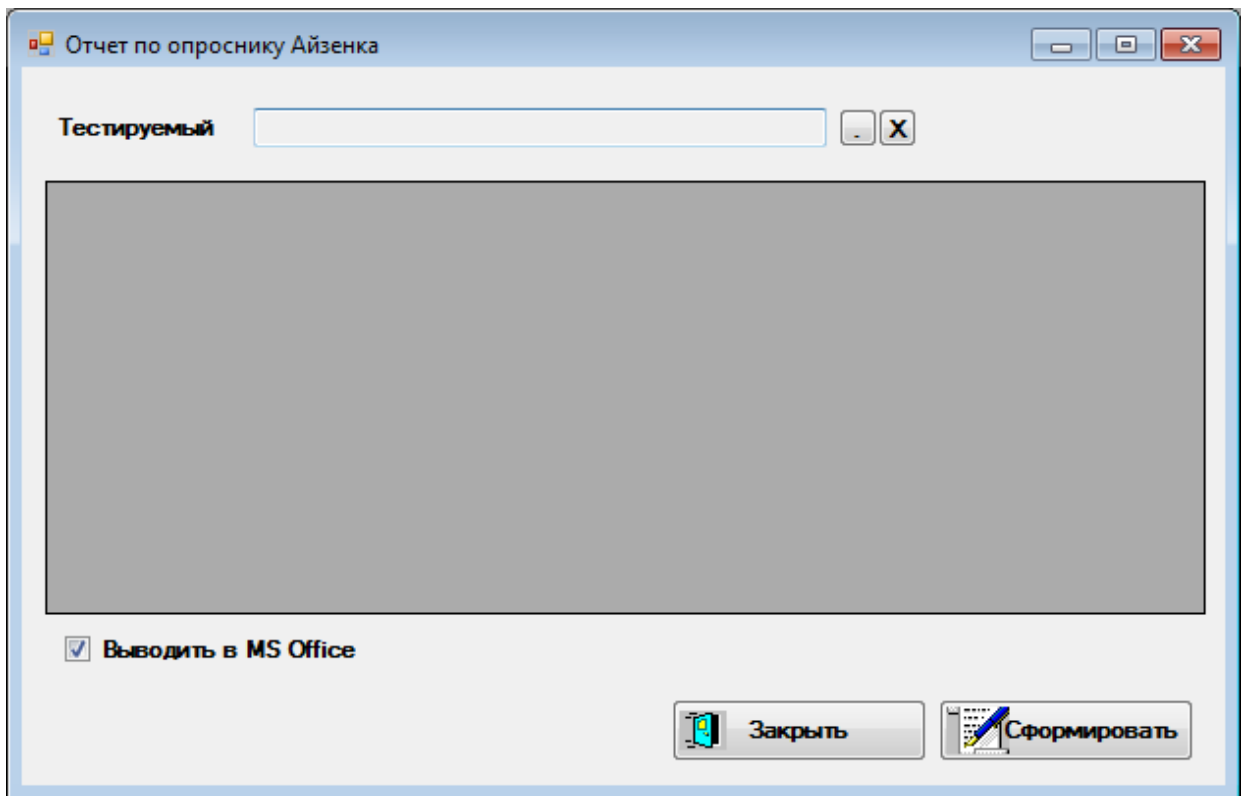 Отчет по опроснику Айзенка
Тестируемый . X
Выводить в MS Office
Закрыть Сформировать